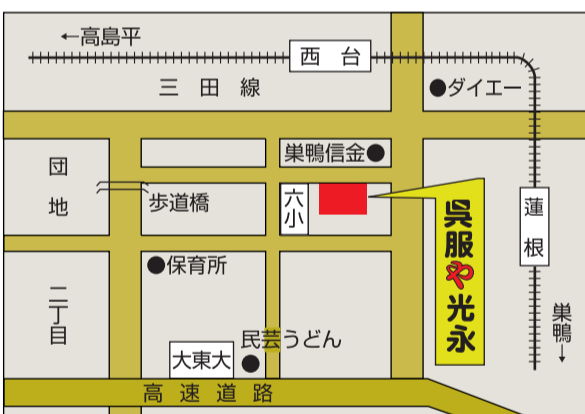 ←高島平
西台
三田線
●ダイエー
巣鴨信金●
団地
歩道橋
六小
蓮根
呉服や光永
●保育所
二丁目
巣鴨→
民芸うどん
大東大●
高速道路